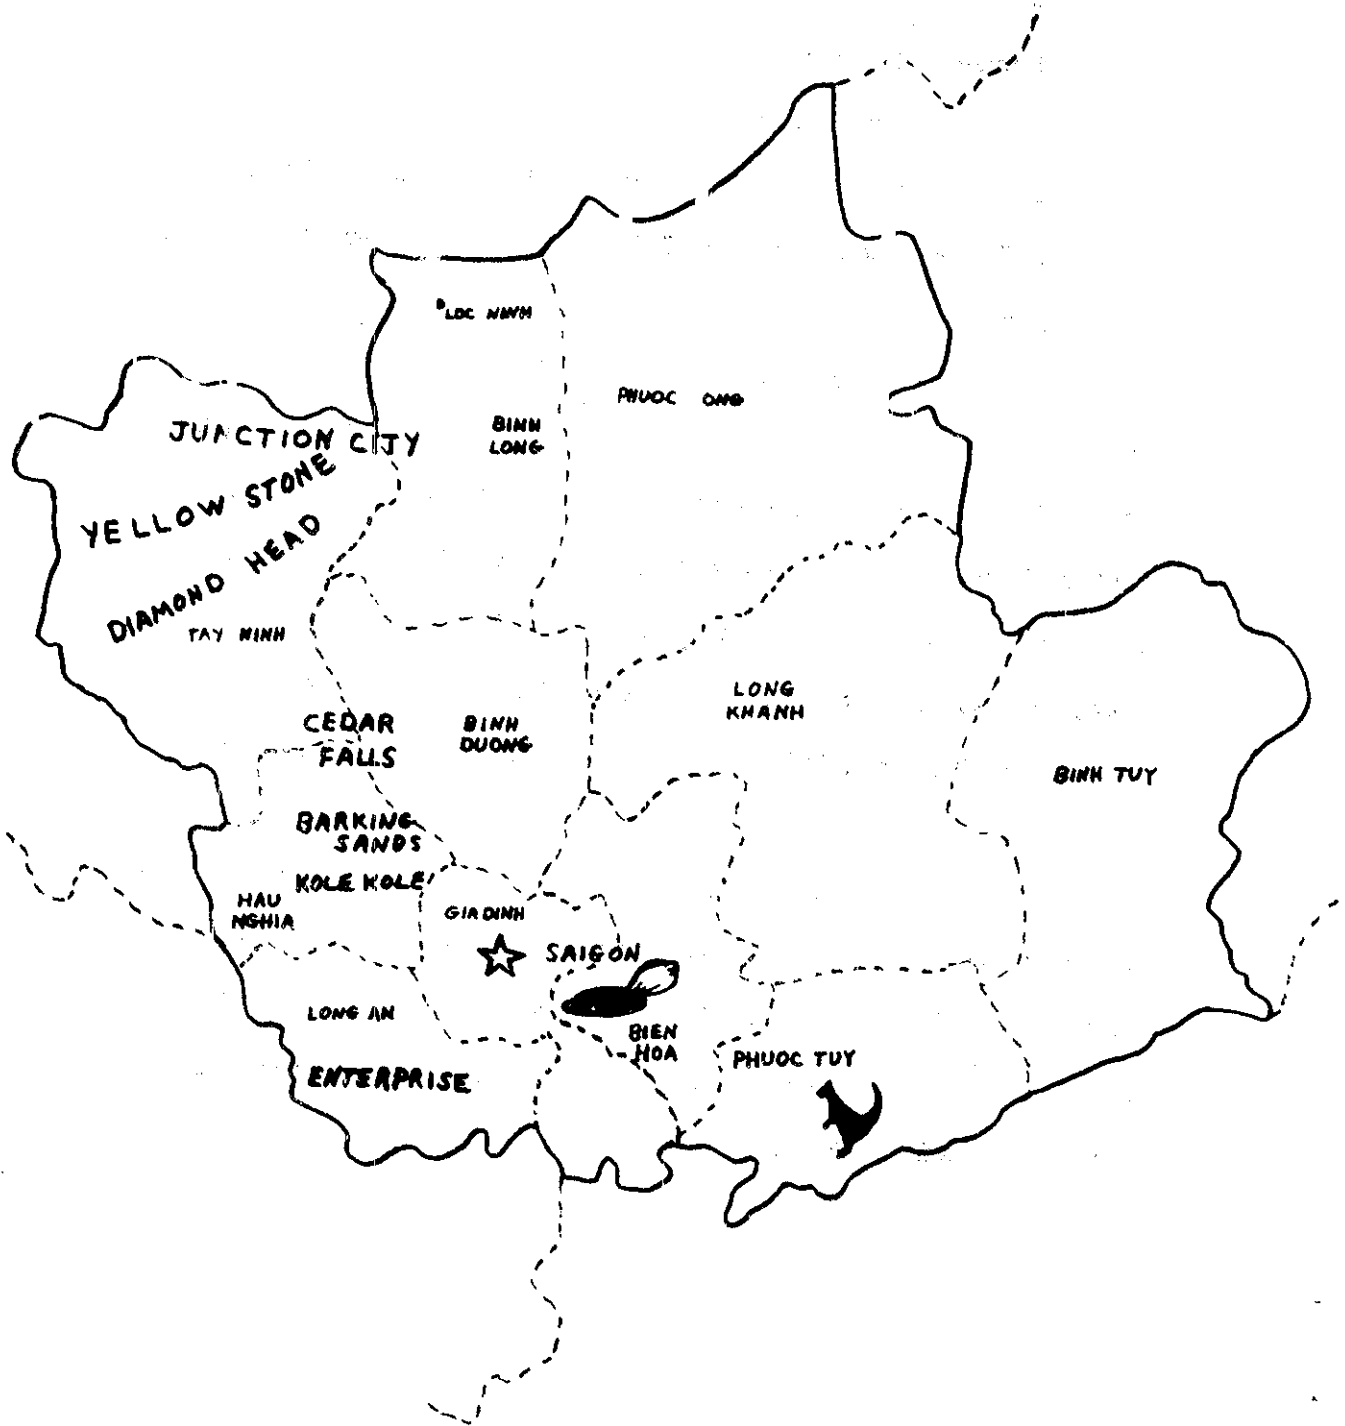 LOC NINH
PHUOC LONG
BINH
LONG
JUNCTION CITY
YELLOW STONE
DIAMOND HEAD
TAY NINH
LONG
KHANH
CEDAR
FALLS
BINH
DUONG
BINH TUY
BARKING
SANDS
KOLE KOLE
HAU
NGHIA
GIA DINH
SAIGON
LONG AN
BIEN
HOA
PHUOC TUY
ENTERPRISE